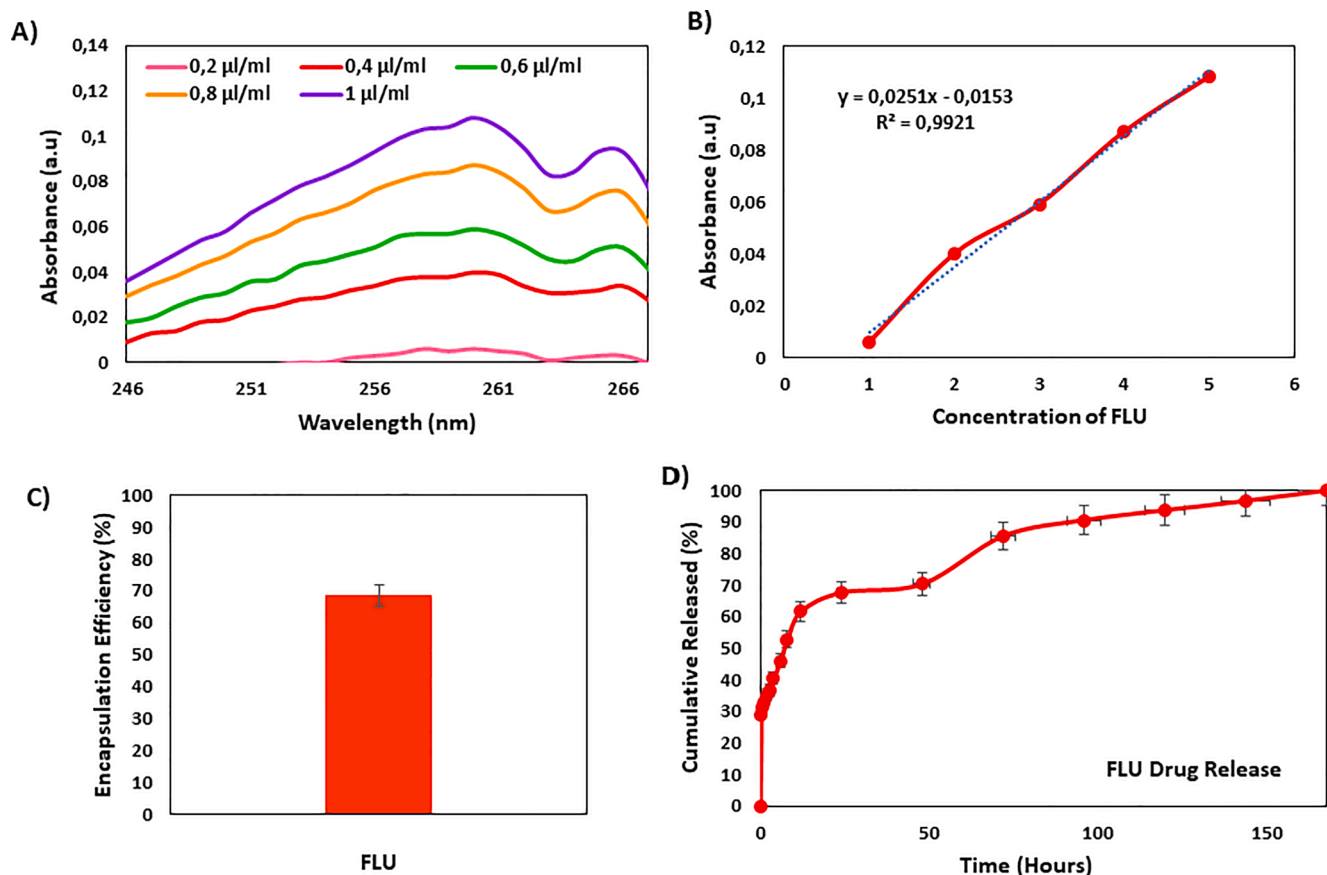 A)
0,14
0,12
0,1
0,08
0,06
0,04
0,02
0
Absorbance (a.u)
0,2 µl/ml 0,4 µl/ml 0,6 µl/ml
0,8 µl/ml 1 µl/ml
246 251 256 261 266
Wavelength (nm)
B)
0,12
0,1
0,08
0,06
0,04
0,02
0
Absorbance (a.u)
y = 0,0251x - 0,0153
R² = 0,9921
0 1 2 3 4 5 6
Concentration of FLU
C)
100
90
80
70
60
50
40
30
20
10
0
Encapsulation Efficiency (%)
FLU
D)
100
90
80
70
60
50
40
30
20
10
0
Cumulative Released (%)
FLU Drug Release
0 50 100 150
Time (Hours)